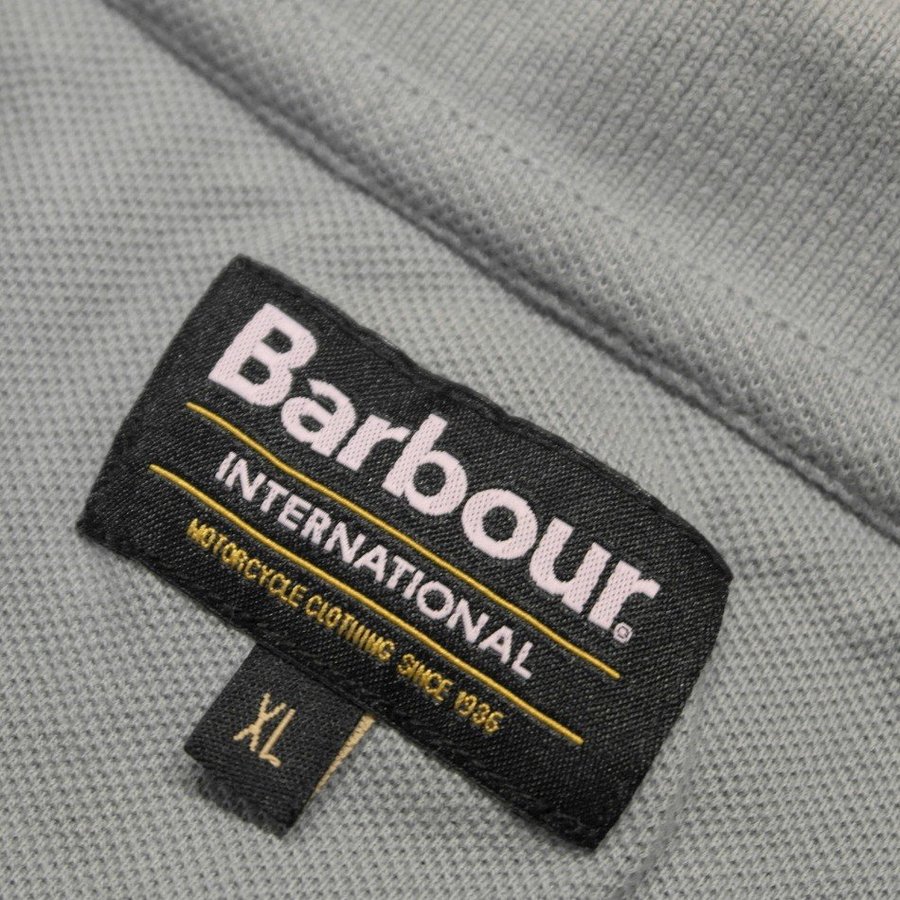 Barbour®
INTERNATIONAL
MOTORCYCLE CLOTHING SINCE 1936
XL